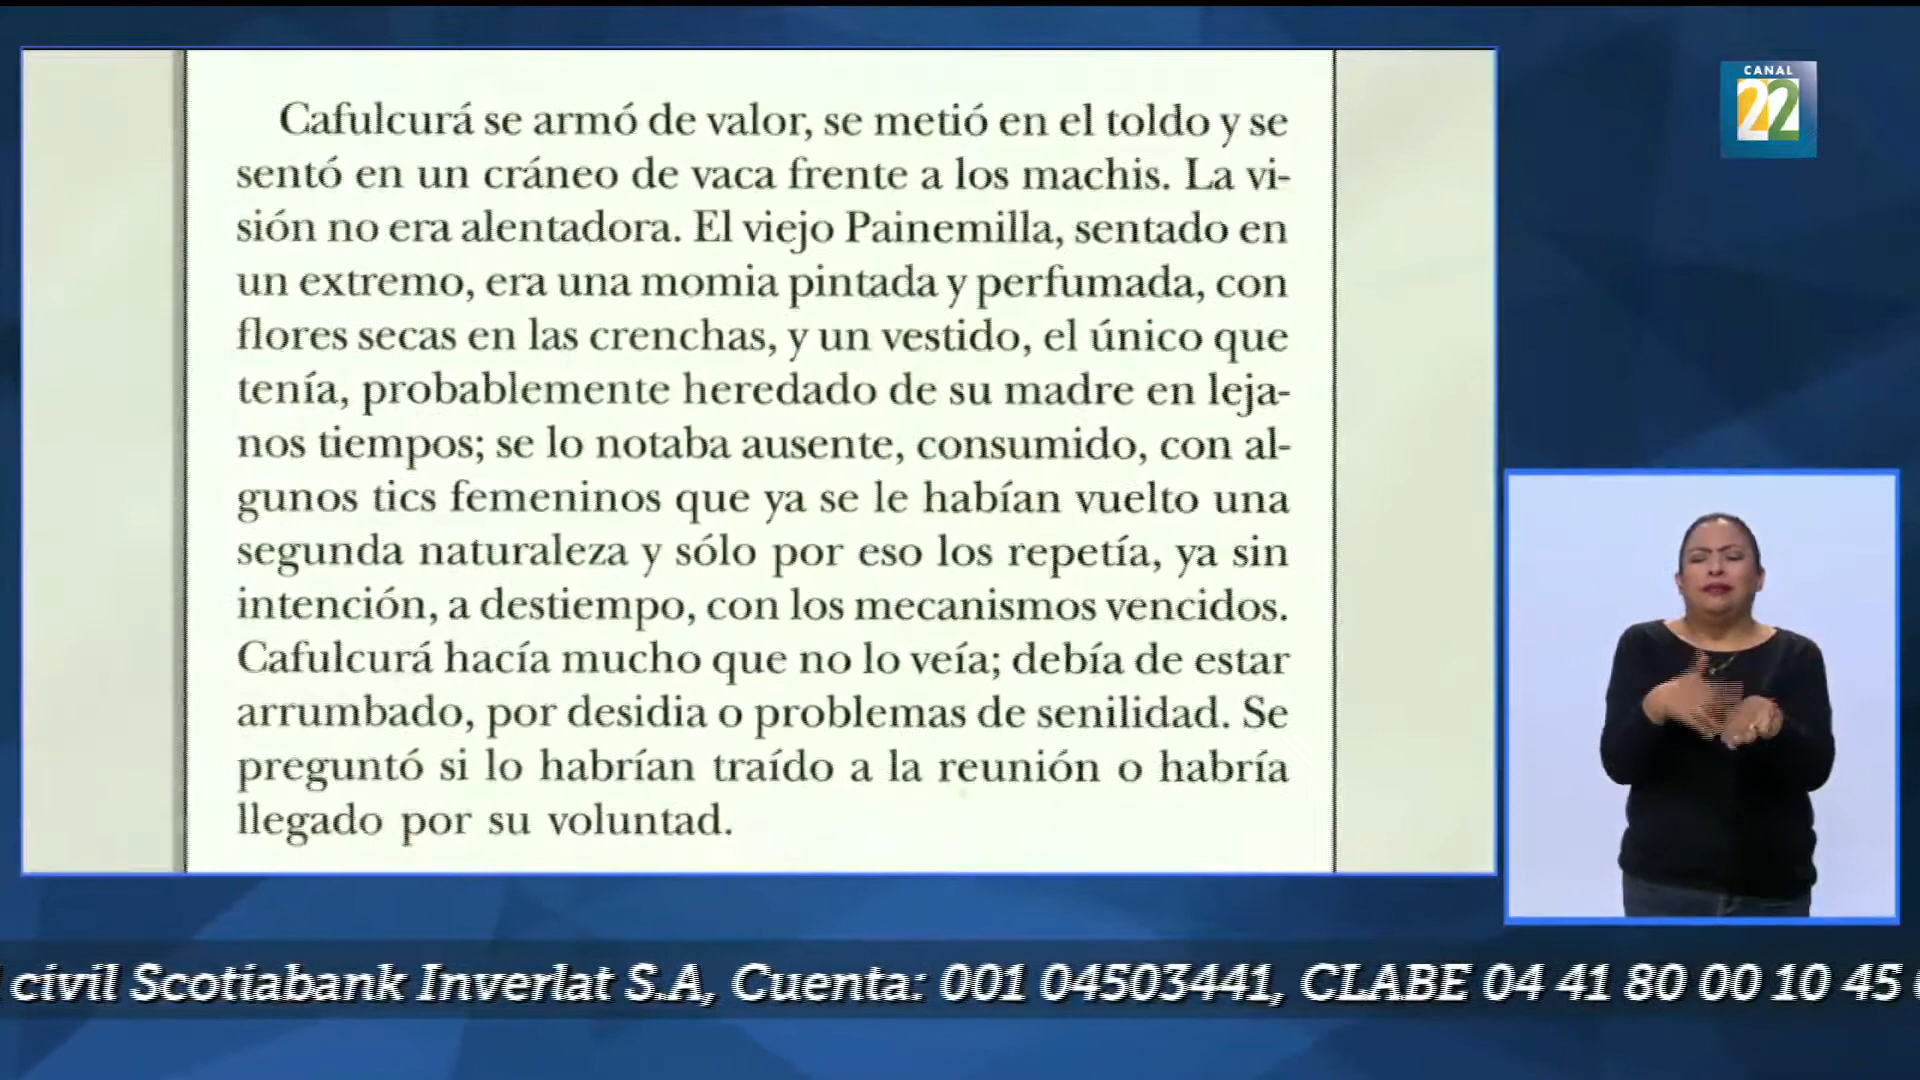 CANAL
22
Cafulcurá se armó de valor, se metió en el toldo y se
sentó en un cráneo de vaca frente a los machis. La vi-
sión no era alentadora. El viejo Painemilla, sentado en
un extremo, era una momia pintada y perfumada, con
flores secas en las crenchas, y un vestido, el único que
tenía, probablemente heredado de su madre en leja-
nos tiempos; se lo notaba ausente, consumido, con al-
gunos tics femeninos que ya se le habían vuelto una
segunda naturaleza y sólo por eso los repetía, ya sin
intención, a destiempo, con los mecanismos vencidos.
Cafulcurá hacía mucho que no lo veía; debía de estar
arrumbado, por desidia o problemas de senilidad. Se
preguntó si lo habrían traído a la reunión o habría
llegado por su voluntad.
civil Scotiabank Inverlat S.A, Cuenta: 001 04503441, CLABE 04 41 80 00 10 45